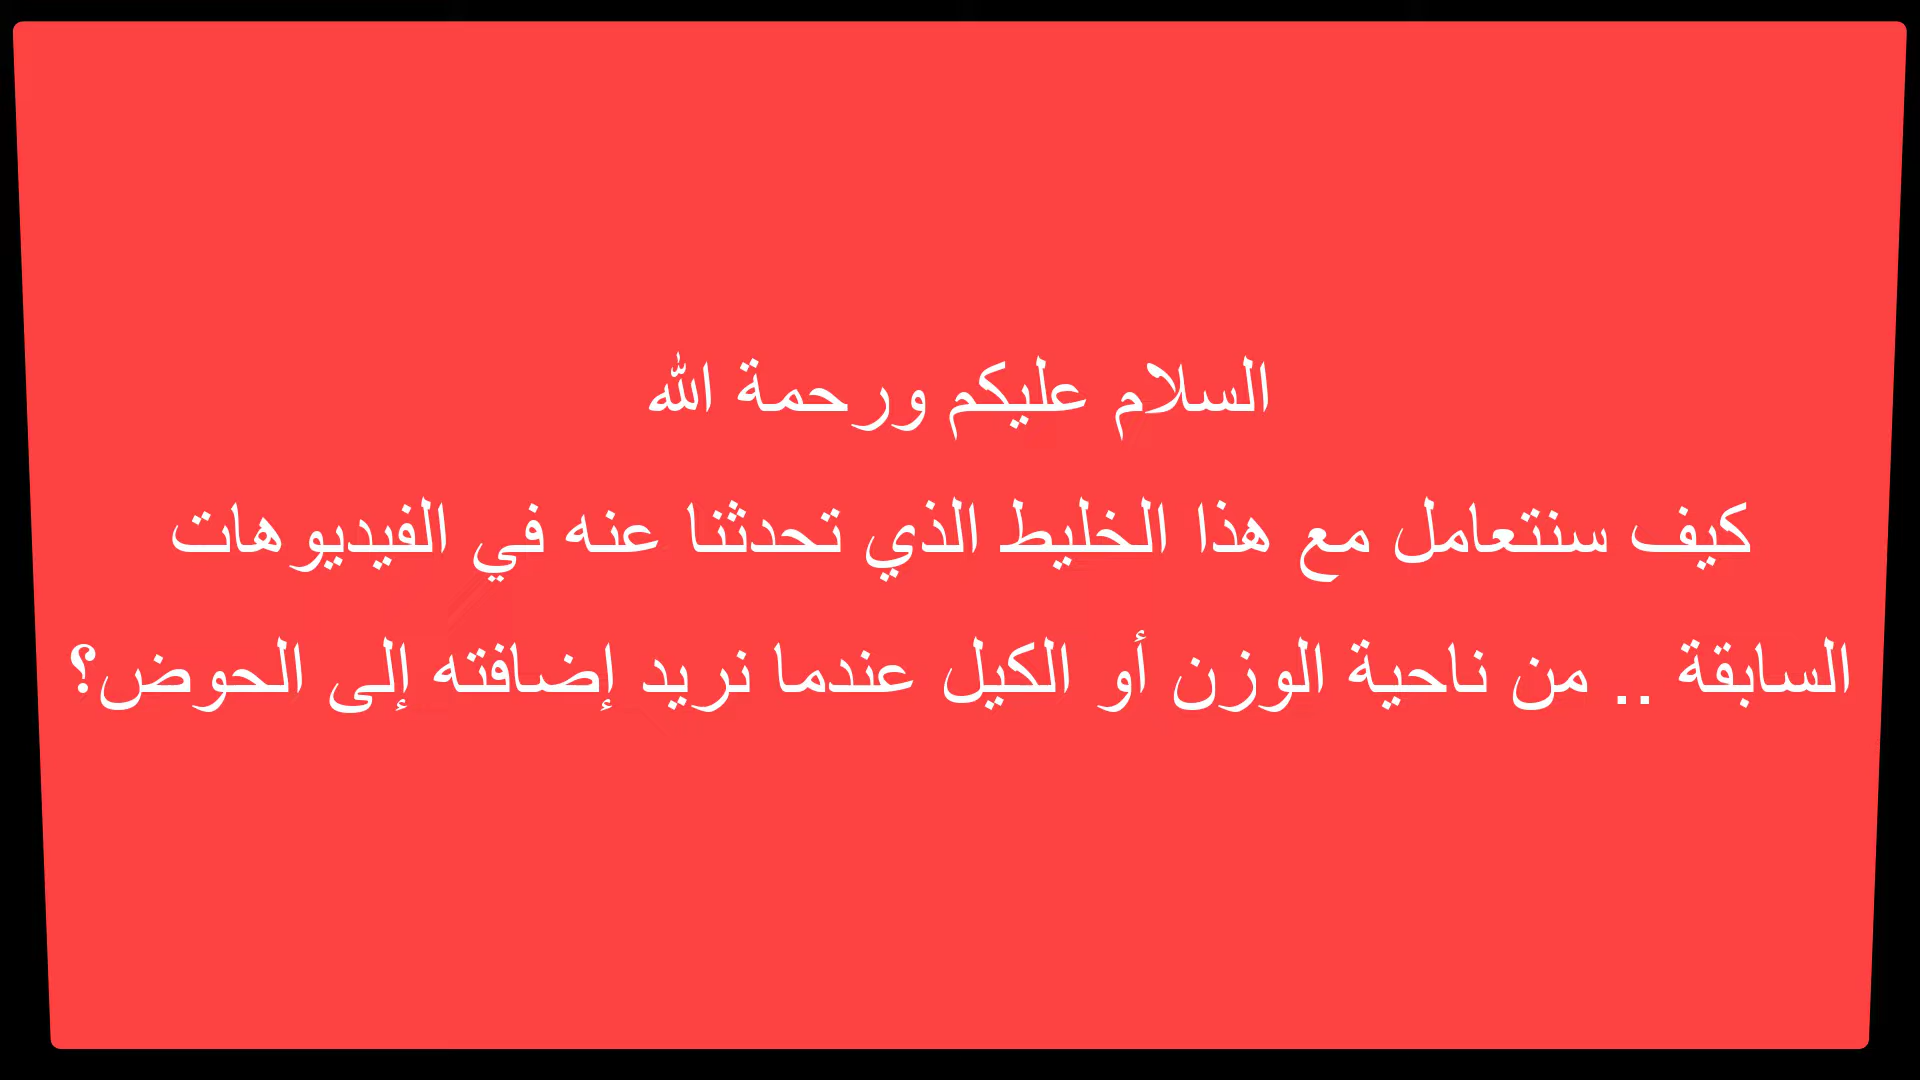 السلام عليكم ورحمة الله
كيف سنتعامل مع هذا الخليط الذي تحدثنا عنه في الفيديوهات
السابقة .. من ناحية الوزن أو الكيل عندما نريد إضافته إلى الحوض؟